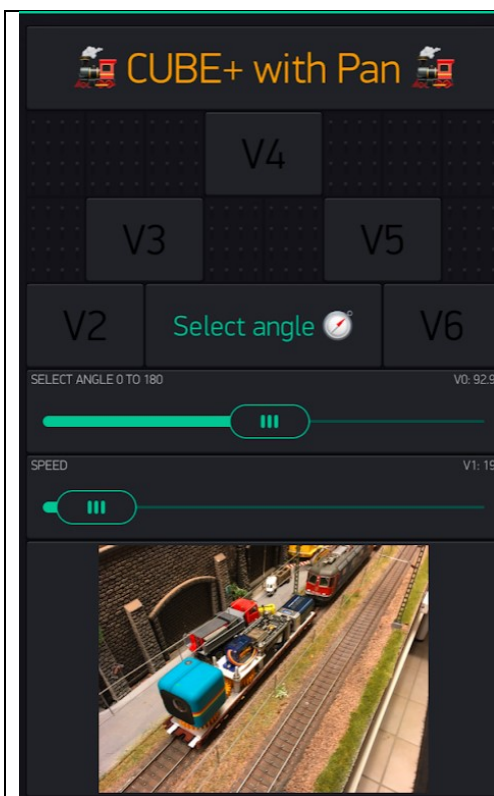 CUBE+ with Pan
V4
V3 V5
V2 Select angle V6
SELECT ANGLE 0 TO 180 V0: 92.9
SPEED V1: 19